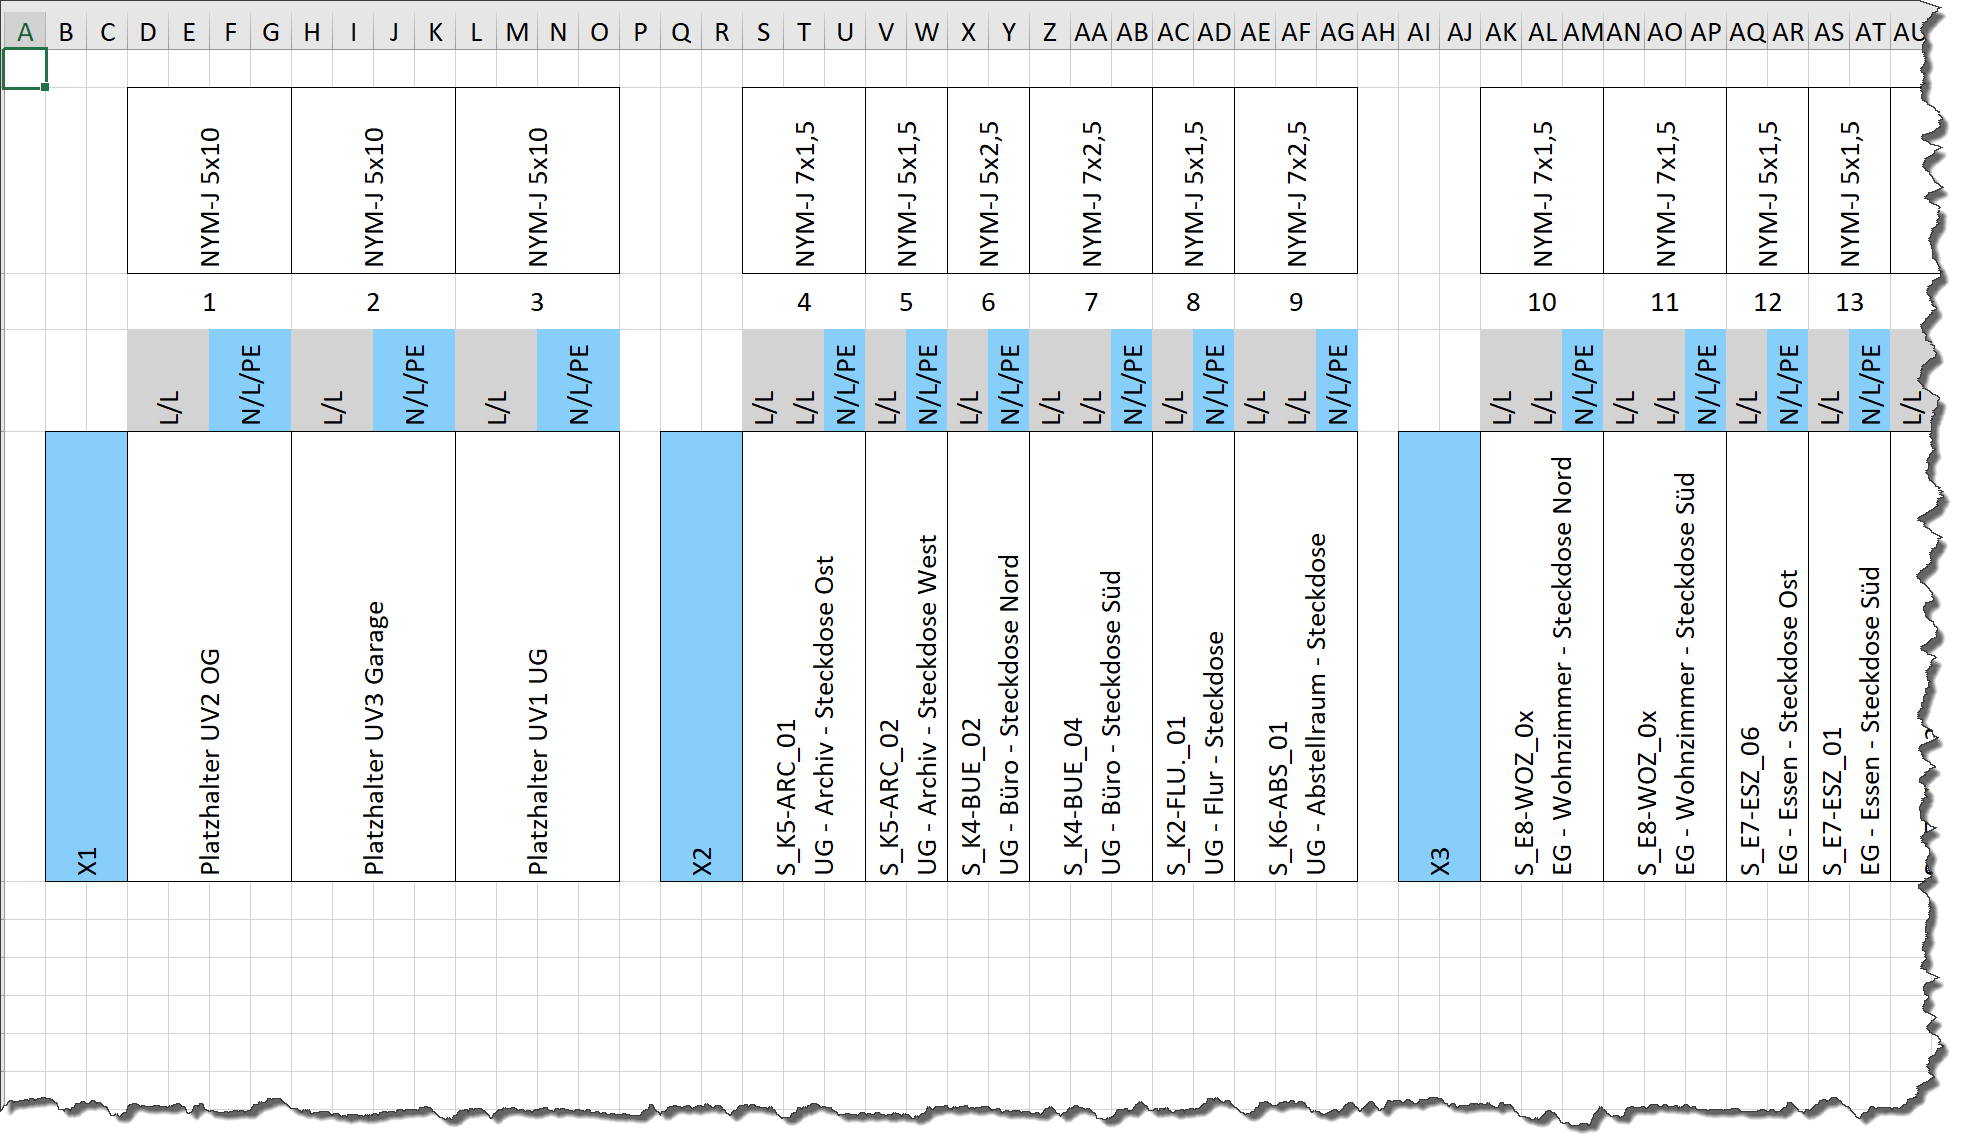 A B C D E F G H I J K L M N O P Q R S T U V W X Y Z AA AB AC AD AE AF AG AH AI AJ AK AL AM AN AO AP AQ AR AS AT AU
NYM-J 5x10
NYM-J 5x10
NYM-J 5x10
NYM-J 7x1,5
NYM-J 5x1,5
NYM-J 5x2,5
NYM-J 7x2,5
NYM-J 5x1,5
NYM-J 7x2,5
NYM-J 7x1,5
NYM-J 7x1,5
NYM-J 5x1,5
NYM-J 5x1,5
1 2 3 4 5 6 7 8 9 10 11 12 13
L/L
N/L/PE
L/L
N/L/PE
L/L
N/L/PE
L/L
L/L
N/L/PE
L/L
N/L/PE
L/L
N/L/PE
L/L
L/L
N/L/PE
L/L
N/L/PE
L/L
L/L
N/L/PE
L/L
L/L
N/L/PE
L/L
L/L
N/L/PE
L/L
N/L/PE
L/L
N/L/PE
L/L
X1
Platzhalter UV2 OG
Platzhalter UV3 Garage
Platzhalter UV1 UG
X2
S_K5-ARC_01
UG - Archiv - Steckdose Ost
S_K5-ARC_02
UG - Archiv - Steckdose West
S_K4-BUE_02
UG - Büro - Steckdose Nord
S_K4-BUE_04
UG - Büro - Steckdose Süd
S_K2-FLU._01
UG - Flur - Steckdose
S_K6-ABS_01
UG - Abstellraum - Steckdose
X3
S_E8-WOZ_0x
EG - Wohnzimmer - Steckdose Nord
S_E8-WOZ_0x
EG - Wohnzimmer - Steckdose Süd
S_E7-ESZ_06
EG - Essen - Steckdose Ost
S_E7-ESZ_01
EG - Essen - Steckdose Süd